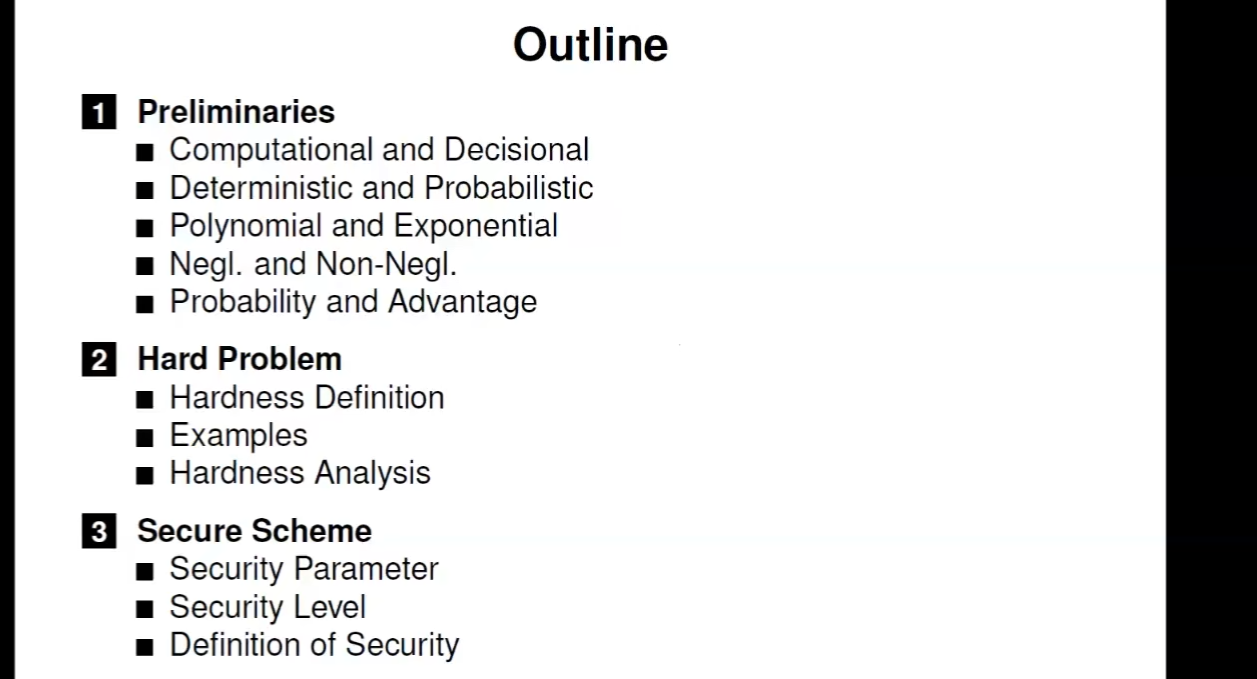 Outline
1 Preliminaries
■ Computational and Decisional
■ Deterministic and Probabilistic
■ Polynomial and Exponential
■ Negl. and Non-Negl.
■ Probability and Advantage
2 Hard Problem
■ Hardness Definition
■ Examples
■ Hardness Analysis
3 Secure Scheme
■ Security Parameter
■ Security Level
■ Definition of Security